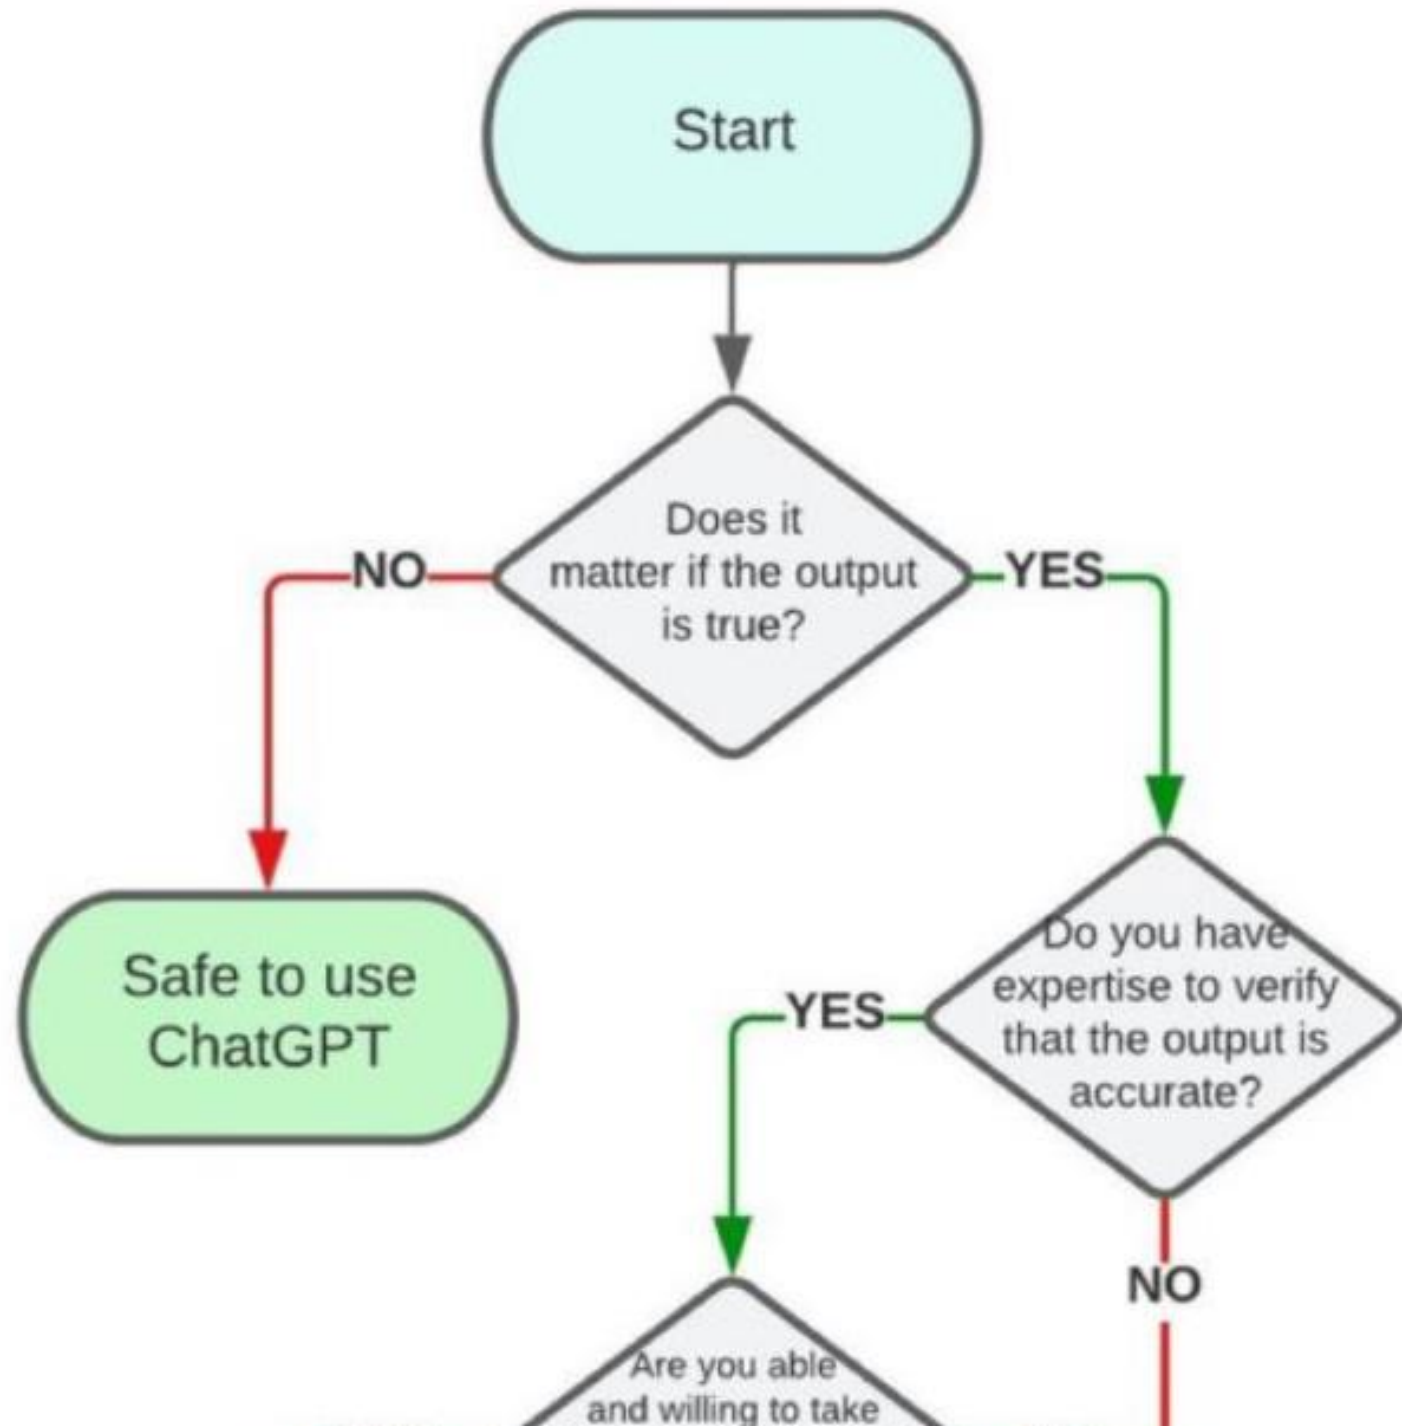 Start
Does it
matter if the output
is true?
NO
YES
Safe to use
ChatGPT
Do you have
expertise to verify
that the output is
accurate?
YES
NO
Are you able
and willing to take